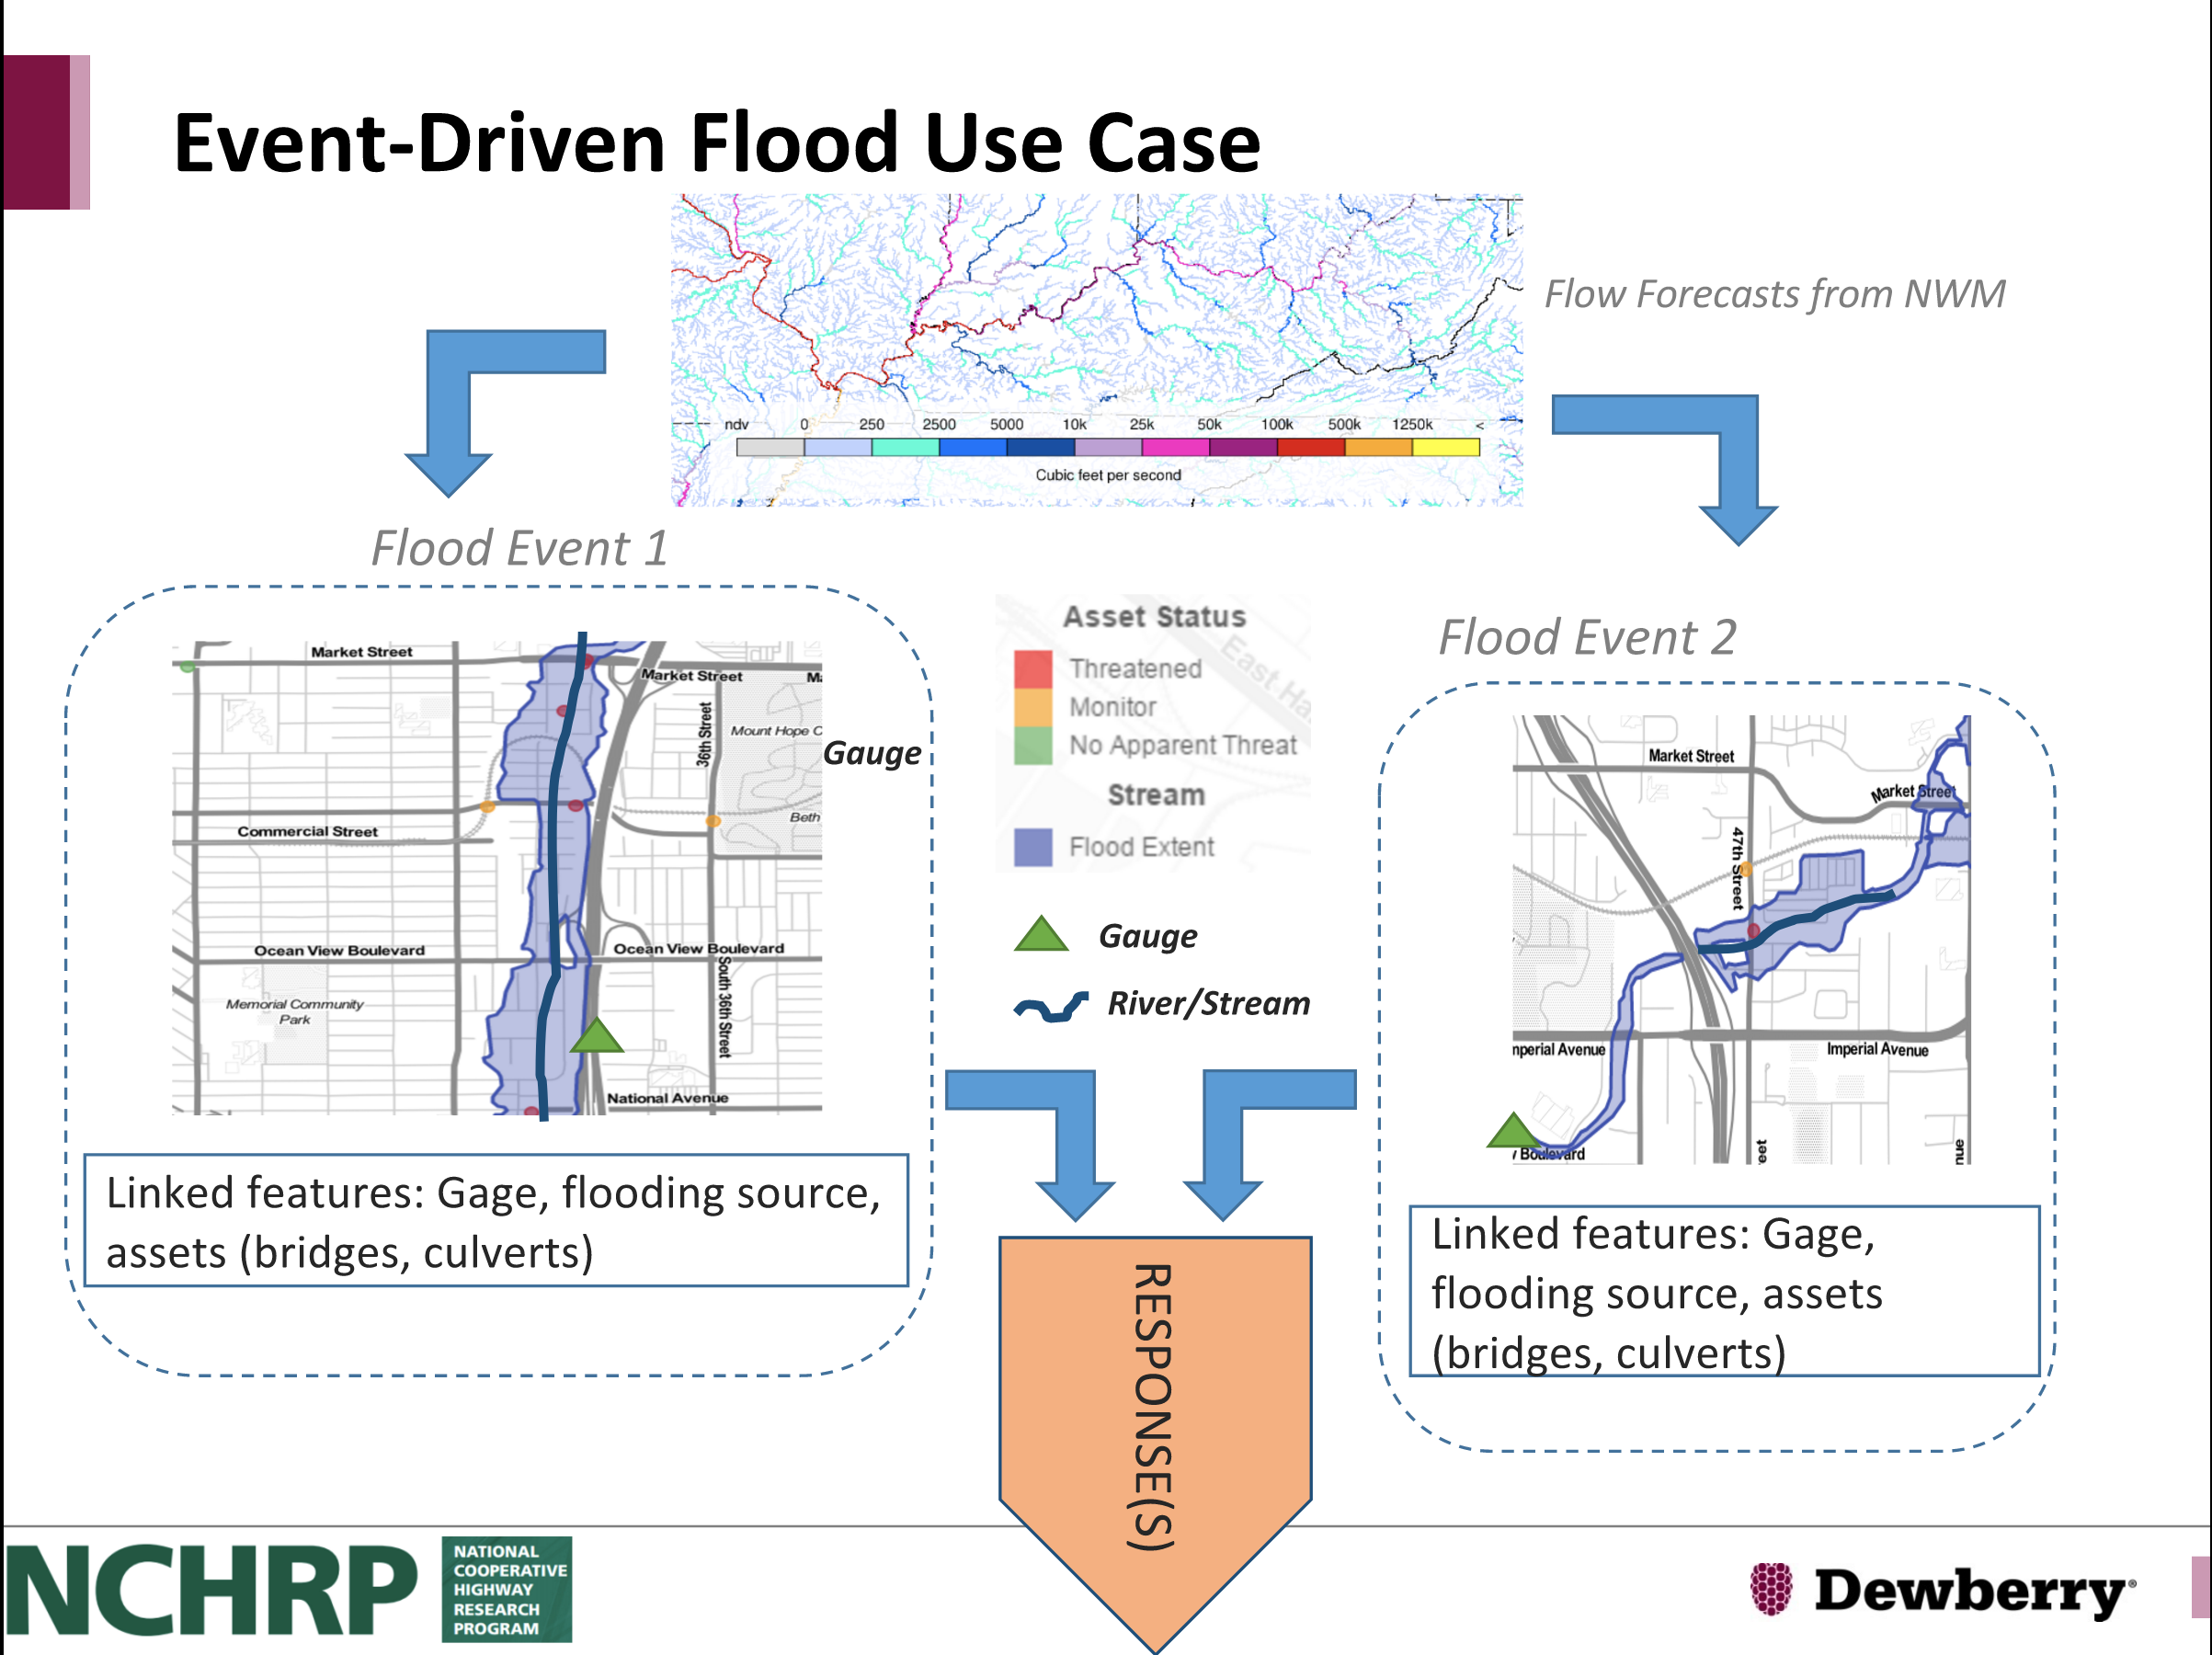 Event-Driven Flood Use Case
Flow Forecasts from NWM
ndv 0 250 2500 5000 10k 25k 50k 100k 500k 1250k <
Cubic feet per second
Flood Event 1
Market Street
Market Street
36th Street
Mount Hope C
Gauge
Commercial Street
Beth
Ocean View Boulevard
Ocean View Boulevard
South 36th Street
Memorial Community
Park
National Avenue
Linked features: Gage, flooding source,
assets (bridges, culverts)
Asset Status
Threatened
Monitor
No Apparent Threat
Stream
Flood Extent
East Ha
Gauge
River/Stream
Flood Event 2
Market Street
Market Street
47th Street
mperial Avenue
Imperial Avenue
Boulevard
eet
nue
Linked features: Gage,
flooding source, assets
(bridges, culverts)
RESPONSE(S)
NCHRP
NATIONAL
COOPERATIVE
HIGHWAY
RESEARCH
PROGRAM
Dewberry®